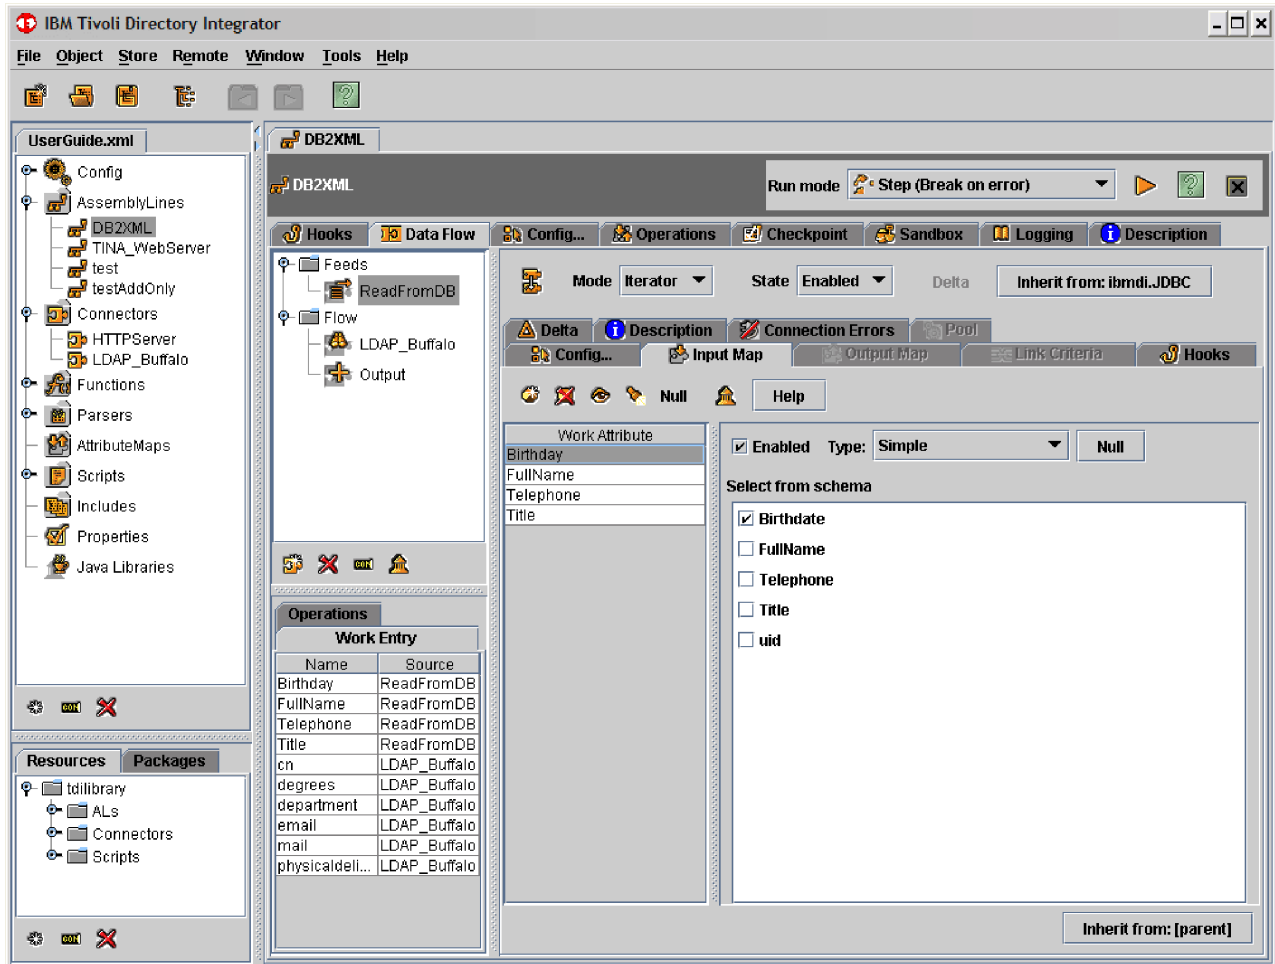 IBM Tivoli Directory Integrator
File Object Store Remote Window Tools Help
UserGuide.xml
Config
AssemblyLines
DB2XML
TINA_WebServer
test
testAddOnly
Connectors
HTTPServer
LDAP_Buffalo
Functions
Parsers
AttributeMaps
Scripts
Includes
Properties
Java Libraries
CON
Resources Packages
tdilibrary
ALs
Connectors
Scripts
CON
DB2XML
DB2XML
Run mode Step (Break on error)
Hooks Data Flow Config... Operations Checkpoint Sandbox Logging Description
Feeds
ReadFromDB
Flow
LDAP_Buffalo
Output
CON
Operations
Work Entry
Name Source
Birthday ReadFromDB
FullName ReadFromDB
Telephone ReadFromDB
Title ReadFromDB
cn LDAP_Buffalo
degrees LDAP_Buffalo
department LDAP_Buffalo
email LDAP_Buffalo
mail LDAP_Buffalo
physicaldeli... LDAP_Buffalo
Mode Iterator State Enabled Delta Inherit from: ibmdi.JDBC
Delta Description Connection Errors Pool
Config... Input Map Output Map Link Criteria Hooks
Null Help
Work Attribute
Birthday
FullName
Telephone
Title
Enabled Type: Simple Null
Select from schema
Birthdate
FullName
Telephone
Title
uid
Inherit from: [parent]